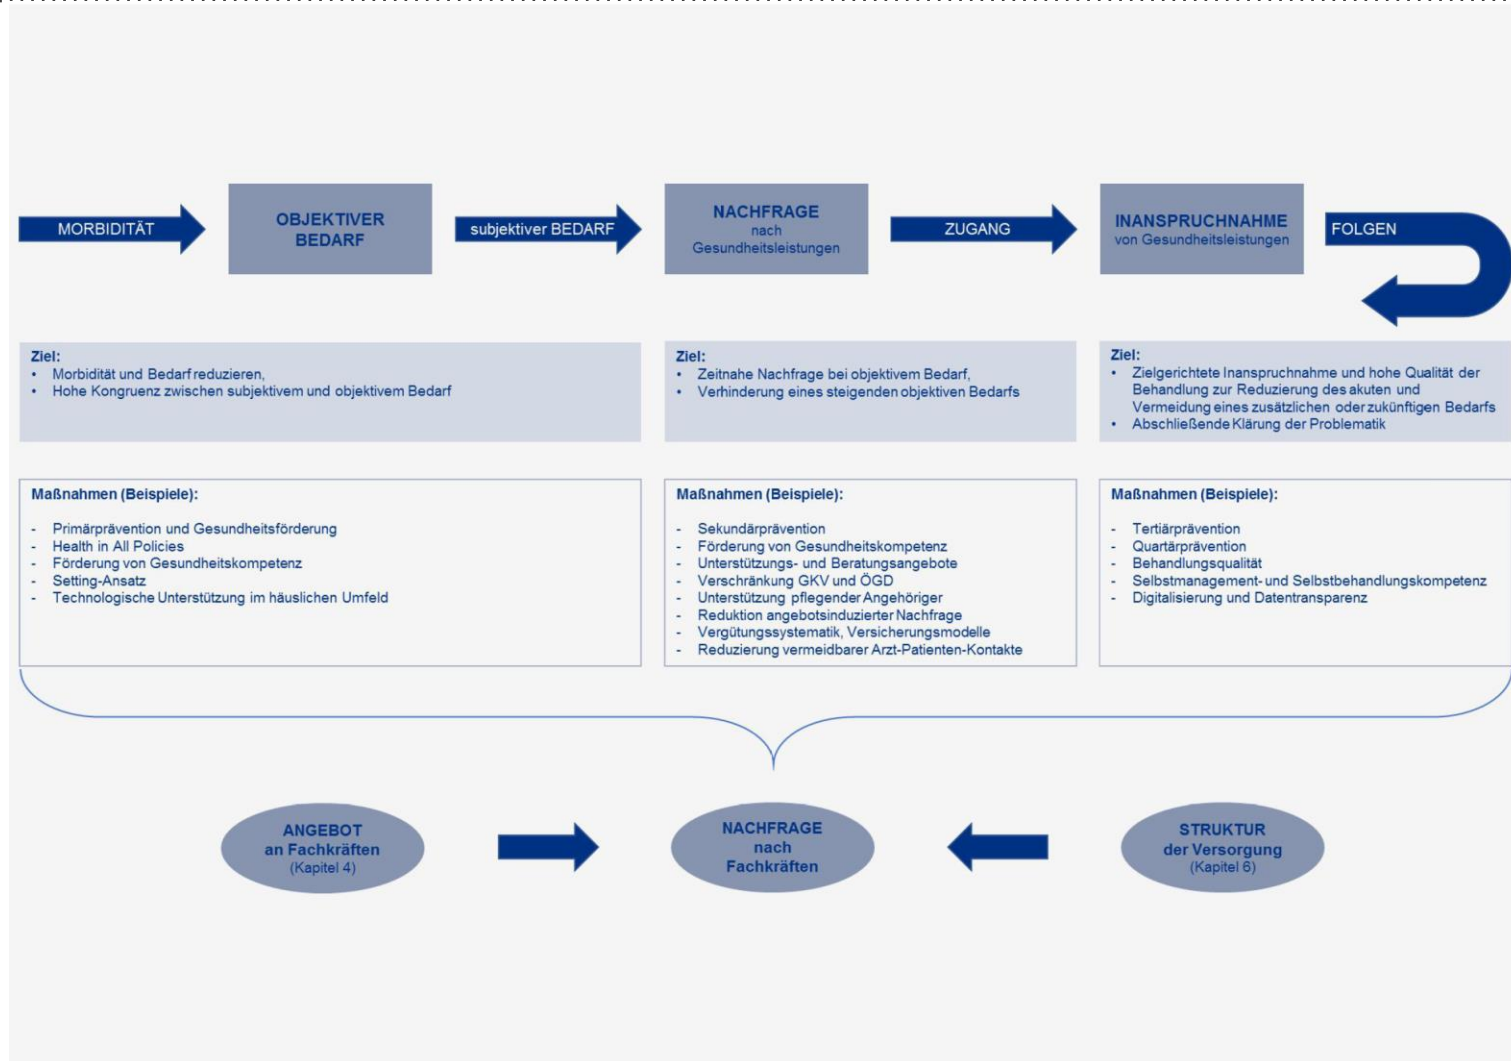 MORBIDITÄT
OBJEKTIVER
BEDARF
subjektiver BEDARF
NACHFRAGE
nach
Gesundheitsleistungen
ZUGANG
INANSPRUCHNAHME
von Gesundheitsleistungen
FOLGEN
Ziel:
• Morbidität und Bedarf reduzieren,
• Hohe Kongruenz zwischen subjektivem und objektivem Bedarf
Ziel:
• Zeitnahe Nachfrage bei objektivem Bedarf,
• Verhinderung eines steigenden objektiven Bedarfs
Ziel:
• Zielgerichtete Inanspruchnahme und hohe Qualität der
Behandlung zur Reduzierung des akuten und
Vermeidung eines zusätzlichen oder zukünftigen Bedarfs
• Abschließende Klärung der Problematik
Maßnahmen (Beispiele):
- Primärprävention und Gesundheitsförderung
- Health in All Policies
- Förderung von Gesundheitskompetenz
- Setting-Ansatz
- Technologische Unterstützung im häuslichen Umfeld
Maßnahmen (Beispiele):
- Sekundärprävention
- Förderung von Gesundheitskompetenz
- Unterstützungs- und Beratungsangebote
- Verschränkung GKV und ÖGD
- Unterstützung pflegender Angehöriger
- Reduktion angebotsinduzierter Nachfrage
- Vergütungssystematik, Versicherungsmodelle
- Reduzierung vermeidbarer Arzt-Patienten-Kontakte
Maßnahmen (Beispiele):
- Tertiärprävention
- Quartärprävention
- Behandlungsqualität
- Selbstmanagement- und Selbstbehandlungskompetenz
- Digitalisierung und Datentransparenz
ANGEBOT
an Fachkräften
(Kapitel 4)
NACHFRAGE
nach
Fachkräften
STRUKTUR
der Versorgung
(Kapitel 6)